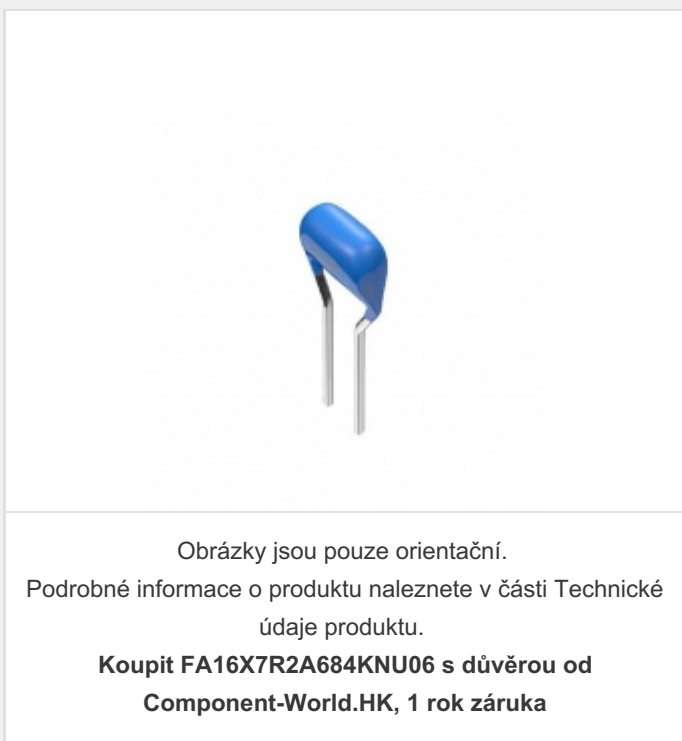 Obrázky jsou pouze orientační.
Podrobné informace o produktu naleznete v části Technické
údaje produktu.
Koupit FA16X7R2A684KNU06 s důvěrou od
Component-World.HK, 1 rok záruka